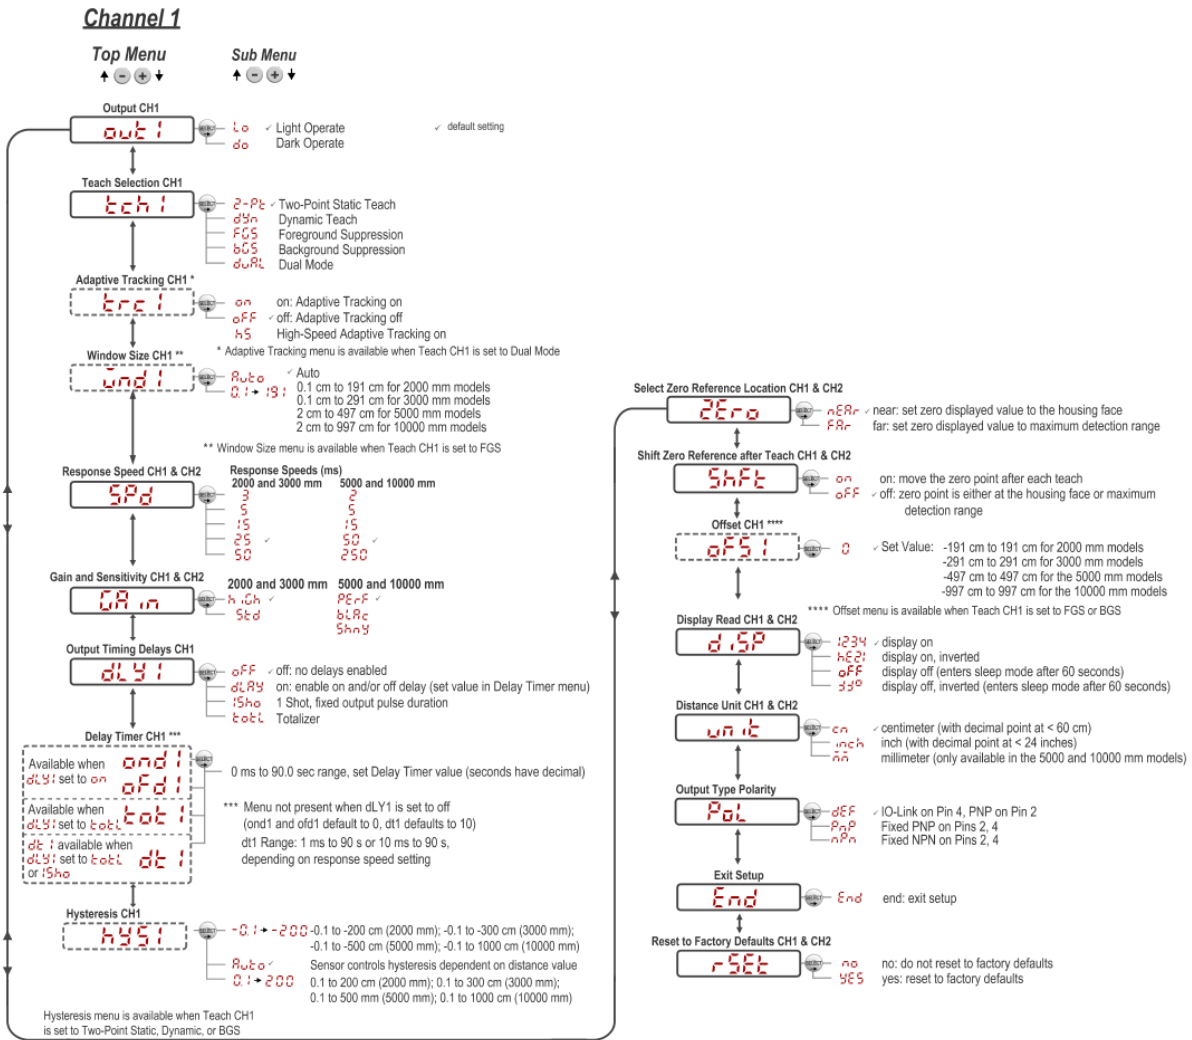 Channel 1
Top Menu
Sub Menu
Output CH1
out1
SELECT
Lo ✓ Light Operate
do Dark Operate
✓ default setting
Teach Selection CH1
tch1
SELECT
2-Pt ✓ Two-Point Static Teach
dYn Dynamic Teach
FGS Foreground Suppression
bGS Background Suppression
duAL Dual Mode
Adaptive Tracking CH1 *
trc1
SELECT
on on: Adaptive Tracking on
oFF ✓ off: Adaptive Tracking off
hS High-Speed Adaptive Tracking on
* Adaptive Tracking menu is available when Teach CH1 is set to Dual Mode
Window Size CH1 **
wnd1
SELECT
Auto ✓ Auto
0.1 → 191 0.1 cm to 191 cm for 2000 mm models
0.1 cm to 291 cm for 3000 mm models
2 cm to 497 cm for 5000 mm models
2 cm to 997 cm for 10000 mm models
** Window Size menu is available when Teach CH1 is set to FGS
Response Speed CH1 & CH2
SPd
SELECT
Response Speeds (ms)
2000 and 3000 mm 5000 and 10000 mm
3 2
5 5
15 15
25 ✓ 50 ✓
50 250
Gain and Sensitivity CH1 & CH2
GAin
SELECT
2000 and 3000 mm 5000 and 10000 mm
hiGh ✓ PErF ✓
Std bLAc
ShnY
Output Timing Delays CH1
dLY1
SELECT
oFF ✓ off: no delays enabled
dLAY on: enable on and/or off delay (set value in Delay Timer menu)
1Sho 1 Shot, fixed output pulse duration
totL Totalizer
Delay Timer CH1 ***
Available when
dLY1 set to on
ond1
oFd1
SELECT
0 ms to 90.0 sec range, set Delay Timer value (seconds have decimal)
Available when
dLY1 set to totL
tot1
dt1 available when
dLY1 set to totL
or 1Sho
dt1
*** Menu not present when dLY1 is set to off
(ond1 and ofd1 default to 0, dt1 defaults to 10)
dt1 Range: 1 ms to 90 s or 10 ms to 90 s,
depending on response speed setting
Hysteresis CH1
hYS1
SELECT
-0.1 → -200 -0.1 to -200 cm (2000 mm); -0.1 to -300 cm (3000 mm);
-0.1 to -500 cm (5000 mm); -0.1 to 1000 cm (10000 mm)
Auto ✓ Sensor controls hysteresis dependent on distance value
0.1 → 200 0.1 to 200 cm (2000 mm); 0.1 to 300 cm (3000 mm);
0.1 to 500 mm (5000 mm); 0.1 to 1000 cm (10000 mm)
Hysteresis menu is available when Teach CH1
is set to Two-Point Static, Dynamic, or BGS
Select Zero Reference Location CH1 & CH2
ZEro
SELECT
nEAr ✓ near: set zero displayed value to the housing face
FAr far: set zero displayed value to maximum detection range
Shift Zero Reference after Teach CH1 & CH2
ShFt
SELECT
on on: move the zero point after each teach
oFF ✓ off: zero point is either at the housing face or maximum
detection range
Offset CH1 ****
oFS1
SELECT
0 ✓ Set Value: -191 cm to 191 cm for 2000 mm models
-291 cm to 291 cm for 3000 mm models
-497 cm to 497 cm for the 5000 mm models
-997 cm to 997 cm for the 10000 mm models
**** Offset menu is available when Teach CH1 is set to FGS or BGS
Display Read CH1 & CH2
diSP
SELECT
1234 ✓ display on
hEZ1 display on, inverted
oFF display off (enters sleep mode after 60 seconds)
display off, inverted (enters sleep mode after 60 seconds)
Distance Unit CH1 & CH2
unit
SELECT
cm ✓ centimeter (with decimal point at < 60 cm)
inch inch (with decimal point at < 24 inches)
millimeter (only available in the 5000 and 10000 mm models)
Output Type Polarity
PoL
SELECT
dEF ✓ IO-Link on Pin 4, PNP on Pin 2
PnP Fixed PNP on Pins 2, 4
nPn Fixed NPN on Pins 2, 4
Exit Setup
End
SELECT
End end: exit setup
Reset to Factory Defaults CH1 & CH2
rSEt
SELECT
no no: do not reset to factory defaults
YES yes: reset to factory defaults